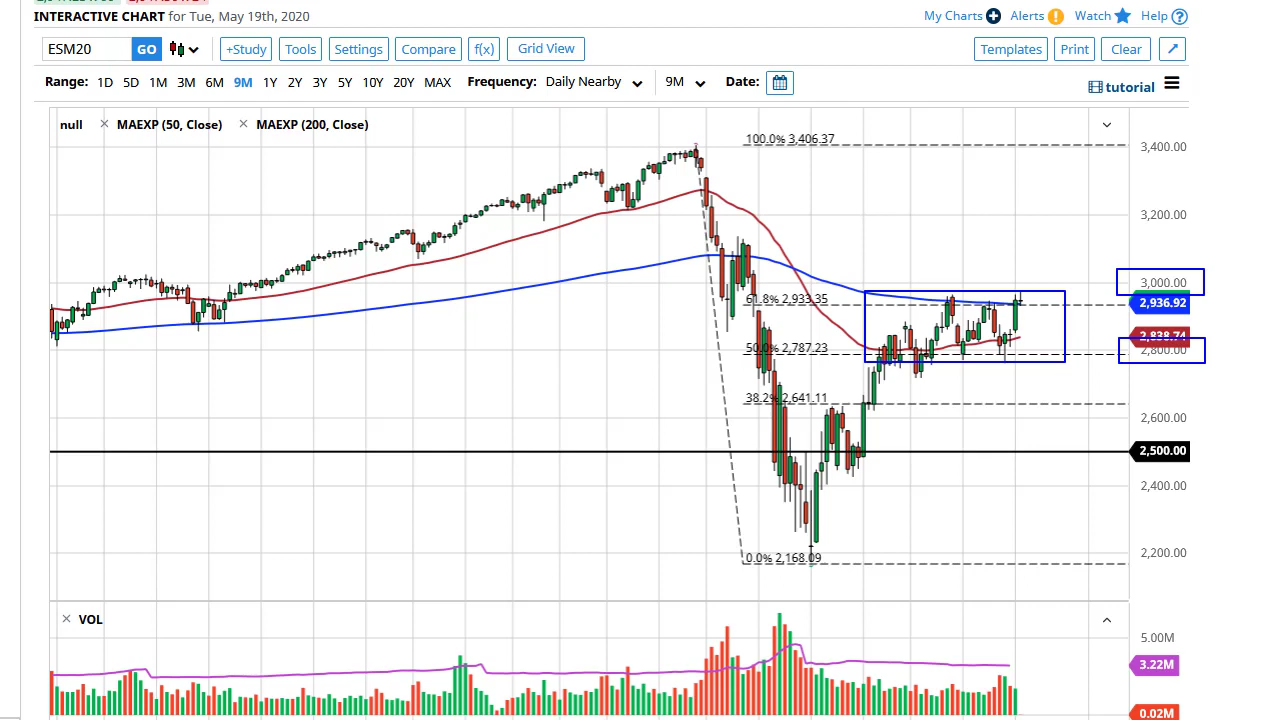 INTERACTIVE CHART for Tue, May 19th, 2020
My Charts Alerts ! Watch Help ?
ESM20 GO +Study Tools Settings Compare f(x) Grid View Templates Print Clear
Range: 1D 5D 1M 3M 6M 9M 1Y 2Y 3Y 5Y 10Y 20Y MAX Frequency: Daily Nearby 9M Date: tutorial
null × MAEXP (50, Close) × MAEXP (200, Close)
100.0% 3,406.37
3,400.00
3,200.00
3,000.00
61.8% 2,933.35
2,936.92
2,838.74
50.0% 2,787.23
2,800.00
38.2% 2,641.11
2,600.00
2,500.00
2,400.00
0.0% 2,168.09
2,200.00
× VOL
5.00M
3.22M
0.02M